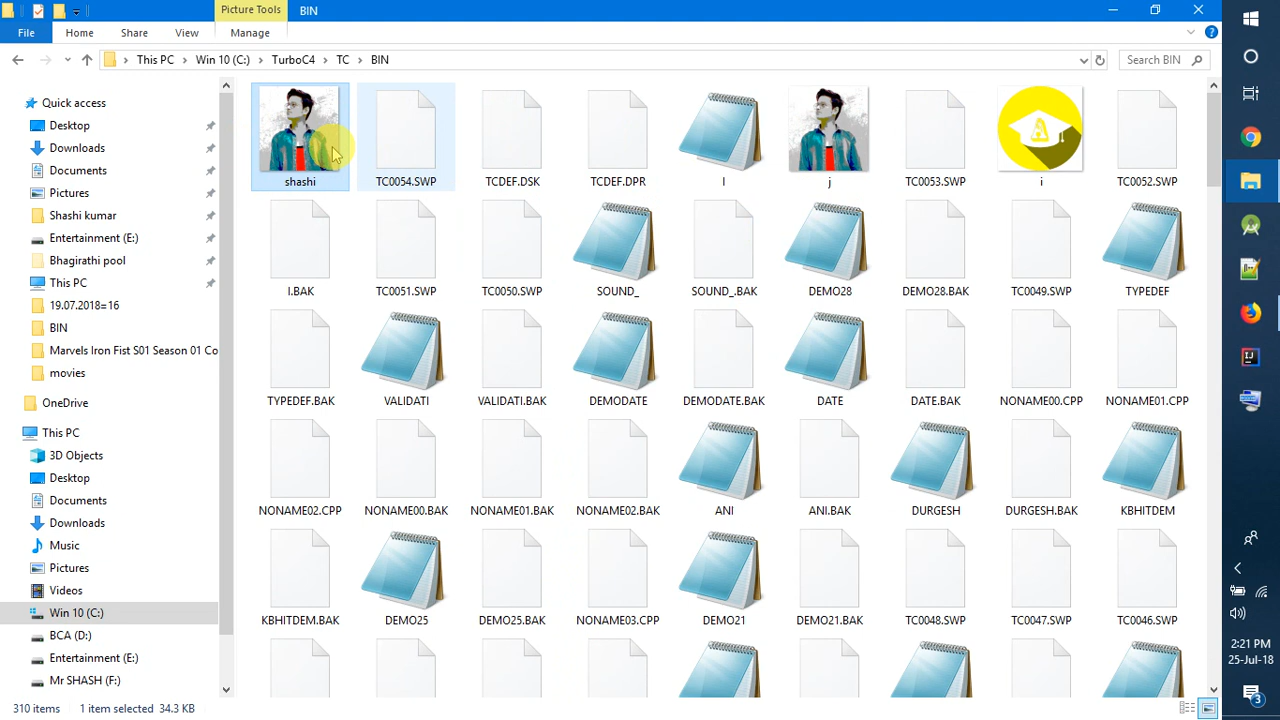 Picture Tools
BIN
File
Home
Share
View
Manage
This PC
Win 10 (C:)
TurboC4
TC
BIN
Search BIN
Quick access
Desktop
Downloads
Documents
Pictures
Shashi kumar
Entertainment (E:)
Bhagirathi pool
This PC
19.07.2018=16
BIN
Marvels Iron Fist S01 Season 01 Co
movies
OneDrive
This PC
3D Objects
Desktop
Documents
Downloads
Music
Pictures
Videos
Win 10 (C:)
BCA (D:)
Entertainment (E:)
Mr SHASH (F:)
shashi
TC0054.SWP
TCDEF.DSK
TCDEF.DPR
I
j
TC0053.SWP
i
TC0052.SWP
I.BAK
TC0051.SWP
TC0050.SWP
SOUND_
SOUND_.BAK
DEMO28
DEMO28.BAK
TC0049.SWP
TYPEDEF
TYPEDEF.BAK
VALIDATI
VALIDATI.BAK
DEMODATE
DEMODATE.BAK
DATE
DATE.BAK
NONAME00.CPP
NONAME01.CPP
NONAME02.CPP
NONAME00.BAK
NONAME01.BAK
NONAME02.BAK
ANI
ANI.BAK
DURGESH
DURGESH.BAK
KBHITDEM
KBHITDEM.BAK
DEMO25
DEMO25.BAK
NONAME03.CPP
DEMO21
DEMO21.BAK
TC0048.SWP
TC0047.SWP
TC0046.SWP
310 items
1 item selected 34.3 KB
2:21 PM
25-Jul-18
3